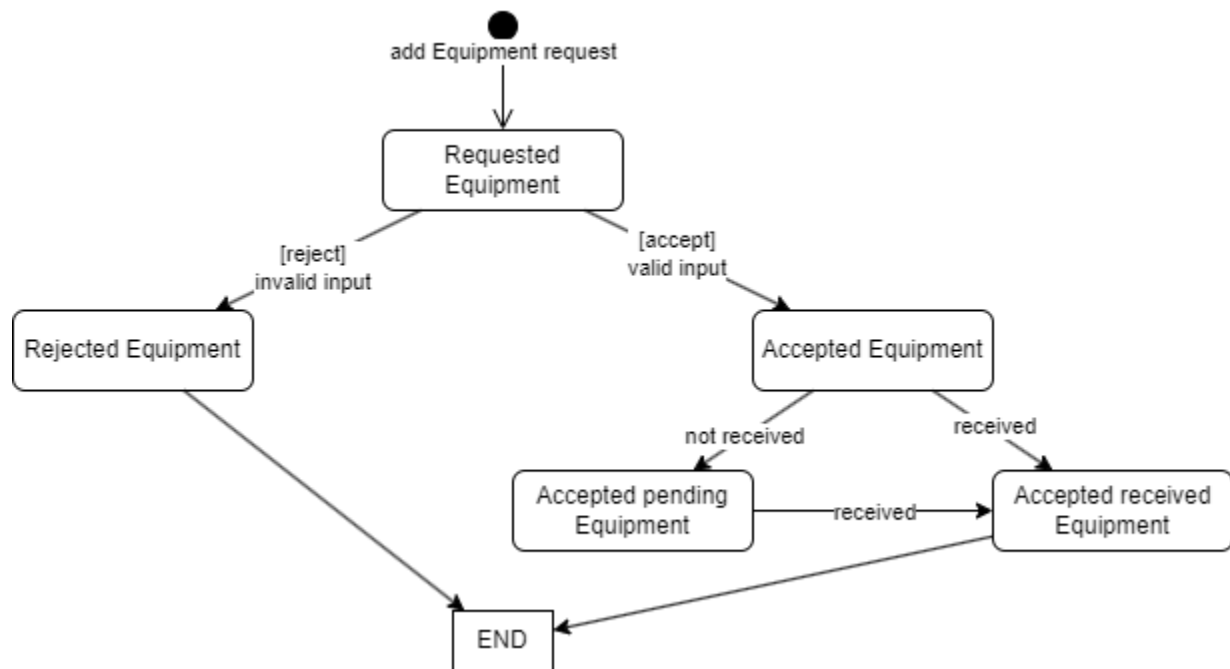 add Equipment request
Requested
Equipment
[reject]
invalid input
[accept]
valid input
Rejected Equipment
Accepted Equipment
not received
received
Accepted pending
Equipment
received
Accepted received
Equipment
END